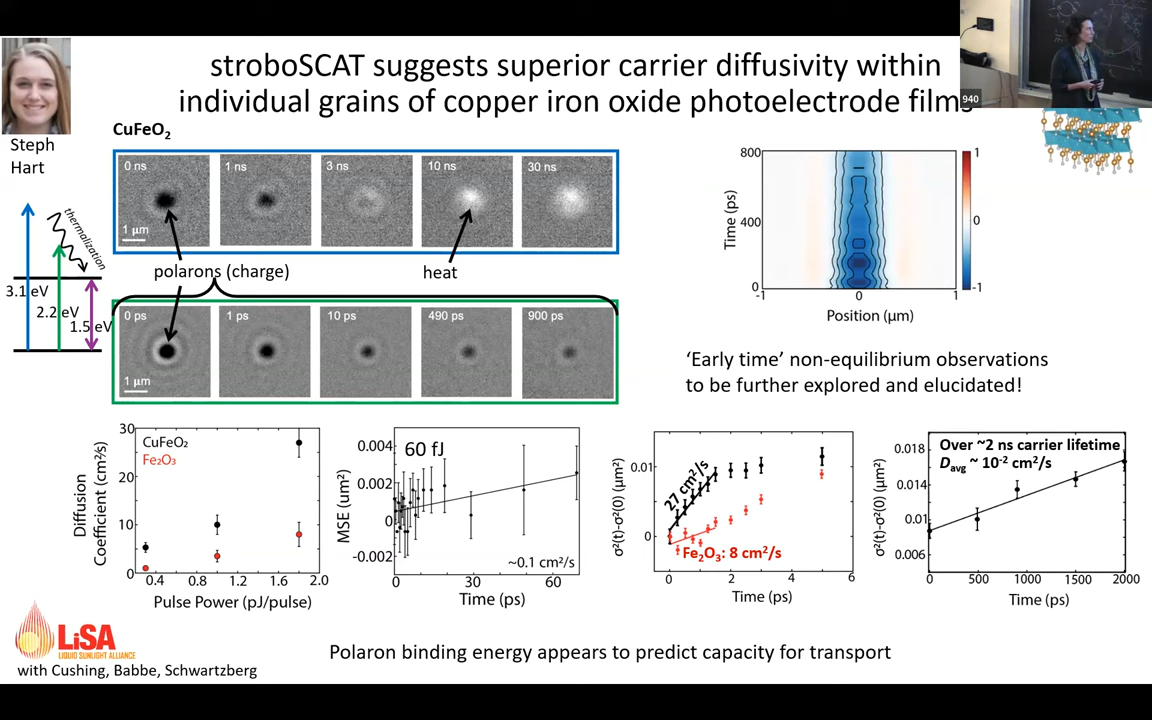 stroboSCAT suggests superior carrier diffusivity within
individual grains of copper iron oxide photoelectrode films
940
Steph
Hart
CuFeO₂
0 ns
1 ns
3 ns
10 ns
30 ns
1 µm
polarons (charge)
heat
thermalization
3.1 eV
2.2 eV
1.5 eV
0 ps
1 ps
10 ps
490 ps
900 ps
1 µm
800
400
0
Time (ps)
-1
0
1
Position (µm)
1
0
-1
'Early time' non-equilibrium observations
to be further explored and elucidated!
30
20
10
0
Diffusion
Coefficient (cm²/s)
CuFeO₂
Fe₂O₃
0.4
0.8
1.2
1.6
2.0
Pulse Power (pJ/pulse)
0.004
0.002
0
-0.002
MSE (um²)
60 fJ
~0.1 cm²/s
0
30
60
Time (ps)
0.01
0
σ²(t)-σ²(0) (µm²)
27 cm²/s
Fe₂O₃: 8 cm²/s
0
2
4
6
Time (ps)
0.018
0.014
0.01
0.006
σ²(t)-σ²(0) (µm²)
Over ~2 ns carrier lifetime
Davg ~ 10⁻² cm²/s
0
500
1000
1500
2000
Time (ps)
LiSA
LIQUID SUNLIGHT ALLIANCE
with Cushing, Babbe, Schwartzberg
Polaron binding energy appears to predict capacity for transport